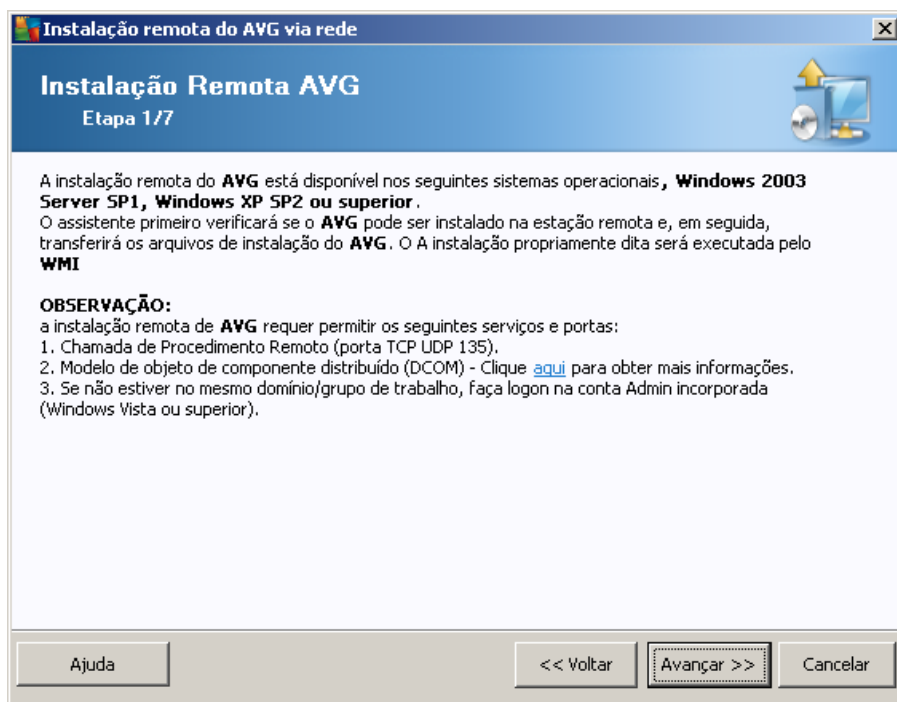 Instalação remota do AVG via rede
Instalação Remota AVG
Etapa 1/7
A instalação remota do AVG está disponível nos seguintes sistemas operacionais, Windows 2003
Server SP1, Windows XP SP2 ou superior.
O assistente primeiro verificará se o AVG pode ser instalado na estação remota e, em seguida,
transferirá os arquivos de instalação do AVG. O A instalação propriamente dita será executada pelo
WMI
OBSERVAÇÃO:
a instalação remota de AVG requer permitir os seguintes serviços e portas:
1. Chamada de Procedimento Remoto (porta TCP UDP 135).
2. Modelo de objeto de componente distribuído (DCOM) - Clique aqui para obter mais informações.
3. Se não estiver no mesmo domínio/grupo de trabalho, faça logon na conta Admin incorporada
(Windows Vista ou superior).
Ajuda
<< Voltar
Avançar >>
Cancelar